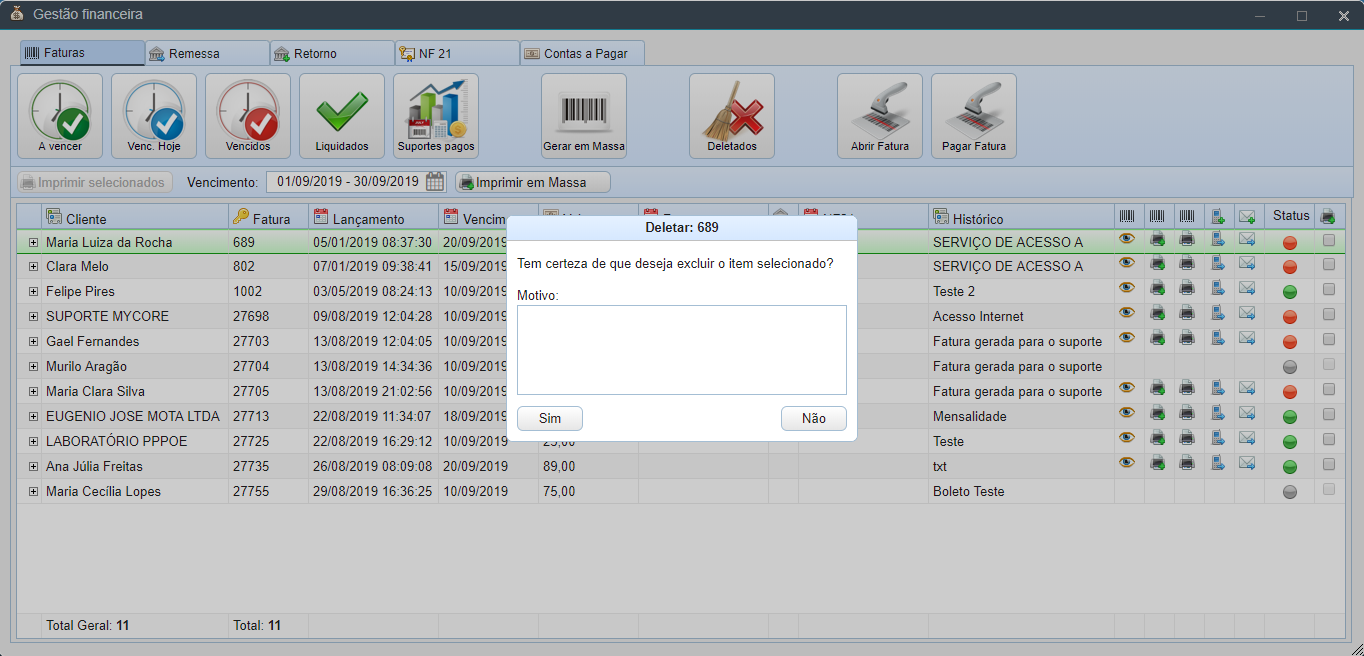 Gestão financeira
Faturas Remessa Retorno NF 21 Contas a Pagar
A vencer Venc. Hoje Vencidos Liquidados Suportes pagos Gerar em Massa Deletados Abrir Fatura Pagar Fatura
Imprimir selecionados Vencimento: 01/09/2019 - 30/09/2019 Imprimir em Massa
Cliente Fatura Lançamento Vencim Histórico Status
Deletar: 689
Tem certeza de que deseja excluir o item selecionado?
Motivo:
Sim Não
Maria Luiza da Rocha 689 05/01/2019 08:37:30 20/09/2019 SERVIÇO DE ACESSO A
Clara Melo 802 07/01/2019 09:38:41 15/09/2019 SERVIÇO DE ACESSO A
Felipe Pires 1002 03/05/2019 08:24:13 10/09/2019 Teste 2
SUPORTE MYCORE 27698 09/08/2019 12:04:28 10/09/2019 Acesso Internet
Gael Fernandes 27703 13/08/2019 12:04:05 10/09/2019 Fatura gerada para o suporte
Murilo Aragão 27704 13/08/2019 14:34:36 10/09/2019 Fatura gerada para o suporte
Maria Clara Silva 27705 13/08/2019 21:02:56 10/09/2019 Fatura gerada para o suporte
EUGENIO JOSE MOTA LTDA 27713 22/08/2019 11:34:07 18/09/2019 Mensalidade
LABORATÓRIO PPPOE 27725 22/08/2019 16:29:12 10/09/2019 25,00 Teste
Ana Júlia Freitas 27735 26/08/2019 08:09:08 20/09/2019 89,00 txt
Maria Cecília Lopes 27755 29/08/2019 16:36:25 10/09/2019 75,00 Boleto Teste
Total Geral: 11 Total: 11